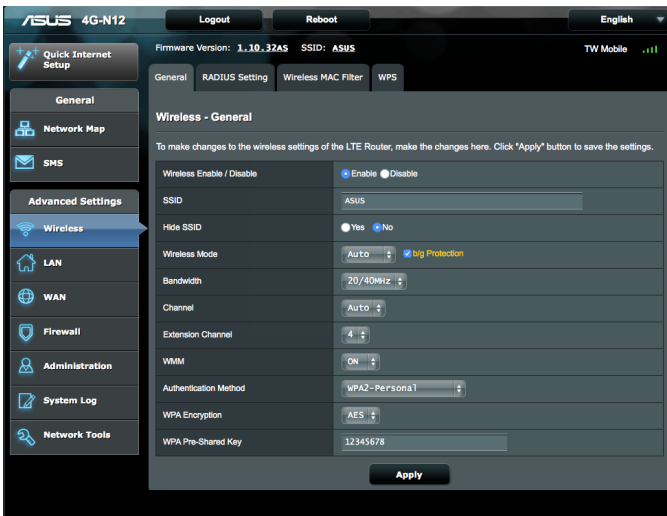 ASUS 4G-N12 Logout Reboot English
Quick Internet Setup
Firmware Version: 1.10.32AS SSID: ASUS TW Mobile
General RADIUS Setting Wireless MAC Filter WPS
General
Network Map
SMS
Advanced Settings
Wireless
LAN
WAN
Firewall
Administration
System Log
Network Tools
Wireless - General
To make changes to the wireless settings of the LTE Router, make the changes here. Click "Apply" button to save the settings.
Wireless Enable / Disable Enable Disable
SSID ASUS
Hide SSID Yes No
Wireless Mode Auto b/g Protection
Bandwidth 20/40MHz
Channel Auto
Extension Channel 4
WMM ON
Authentication Method WPA2-Personal
WPA Encryption AES
WPA Pre-Shared Key 12345678
Apply